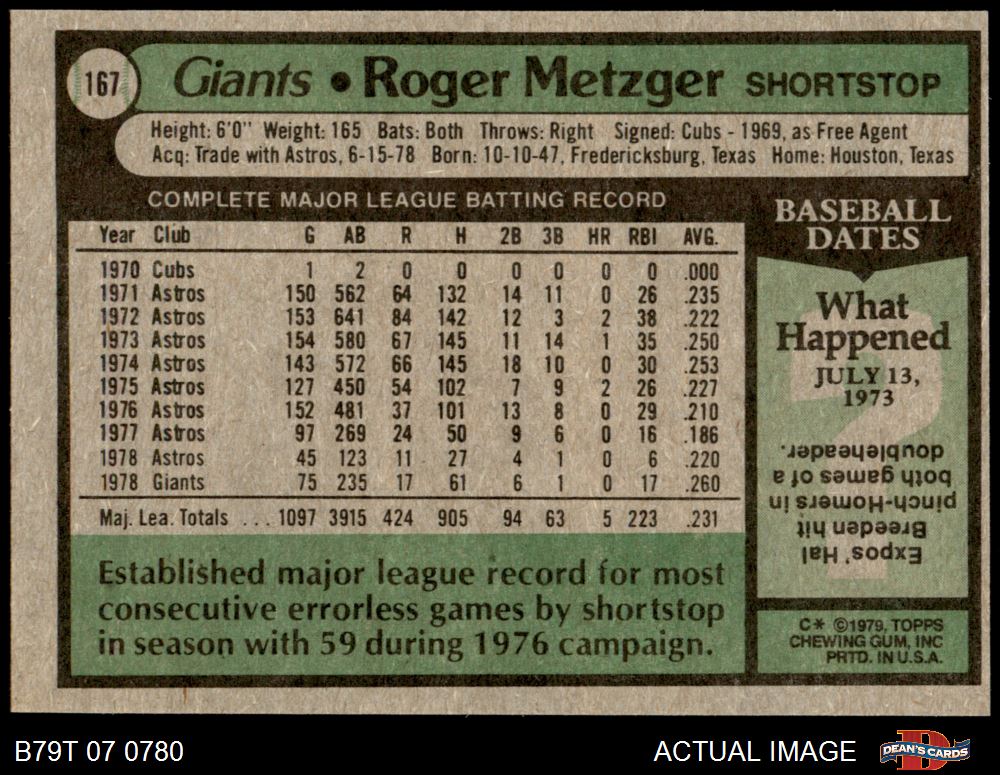 167
Giants • Roger Metzger SHORTSTOP
Height: 6'0" Weight: 165 Bats: Both Throws: Right Signed: Cubs - 1969, as Free Agent
Acq: Trade with Astros, 6-15-78 Born: 10-10-47, Fredericksburg, Texas Home: Houston, Texas
COMPLETE MAJOR LEAGUE BATTING RECORD
Year Club G AB R H 2B 3B HR RBI AVG.
1970 Cubs 1 2 0 0 0 0 0 0 .000
1971 Astros 150 562 64 132 14 11 0 26 .235
1972 Astros 153 641 84 142 12 3 2 38 .222
1973 Astros 154 580 67 145 11 14 1 35 .250
1974 Astros 143 572 66 145 18 10 0 30 .253
1975 Astros 127 450 54 102 7 9 2 26 .227
1976 Astros 152 481 37 101 13 8 0 29 .210
1977 Astros 97 269 24 50 9 6 0 16 .186
1978 Astros 45 123 11 27 4 1 0 6 .220
1978 Giants 75 235 17 61 6 1 0 17 .260
Maj. Lea. Totals ... 1097 3915 424 905 94 63 5 223 .231
Established major league record for most
consecutive errorless games by shortstop
in season with 59 during 1976 campaign.
BASEBALL
DATES
What
Happened
JULY 13,
1973
?
Expos' Hal
Breeden hit
pinch-Homers in
both games of a
doubleheader.
C* ©1979, TOPPS
CHEWING GUM, INC
PRTD. IN U.S.A.
B79T 07 0780
ACTUAL IMAGE
DEAN'S CARDS